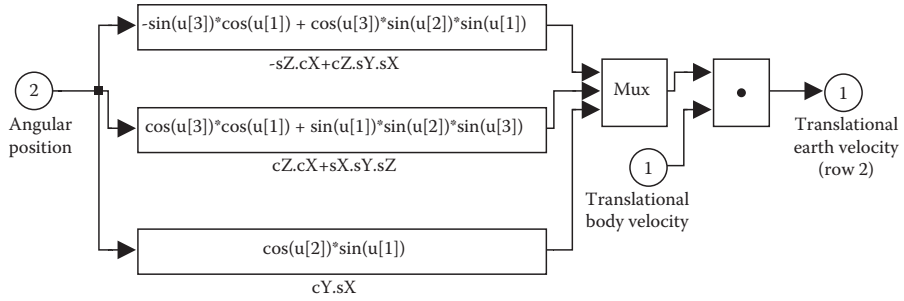 -sin(u[3])*cos(u[1]) + cos(u[3])*sin(u[2])*sin(u[1])
-sZ.cX+cZ.sY.sX
2
Angular
position
cos(u[3])*cos(u[1]) + sin(u[1])*sin(u[2])*sin(u[3])
cZ.cX+sX.sY.sZ
cos(u[2])*sin(u[1])
cY.sX
Mux
1
Translational
body velocity
1
Translational
earth velocity
(row 2)